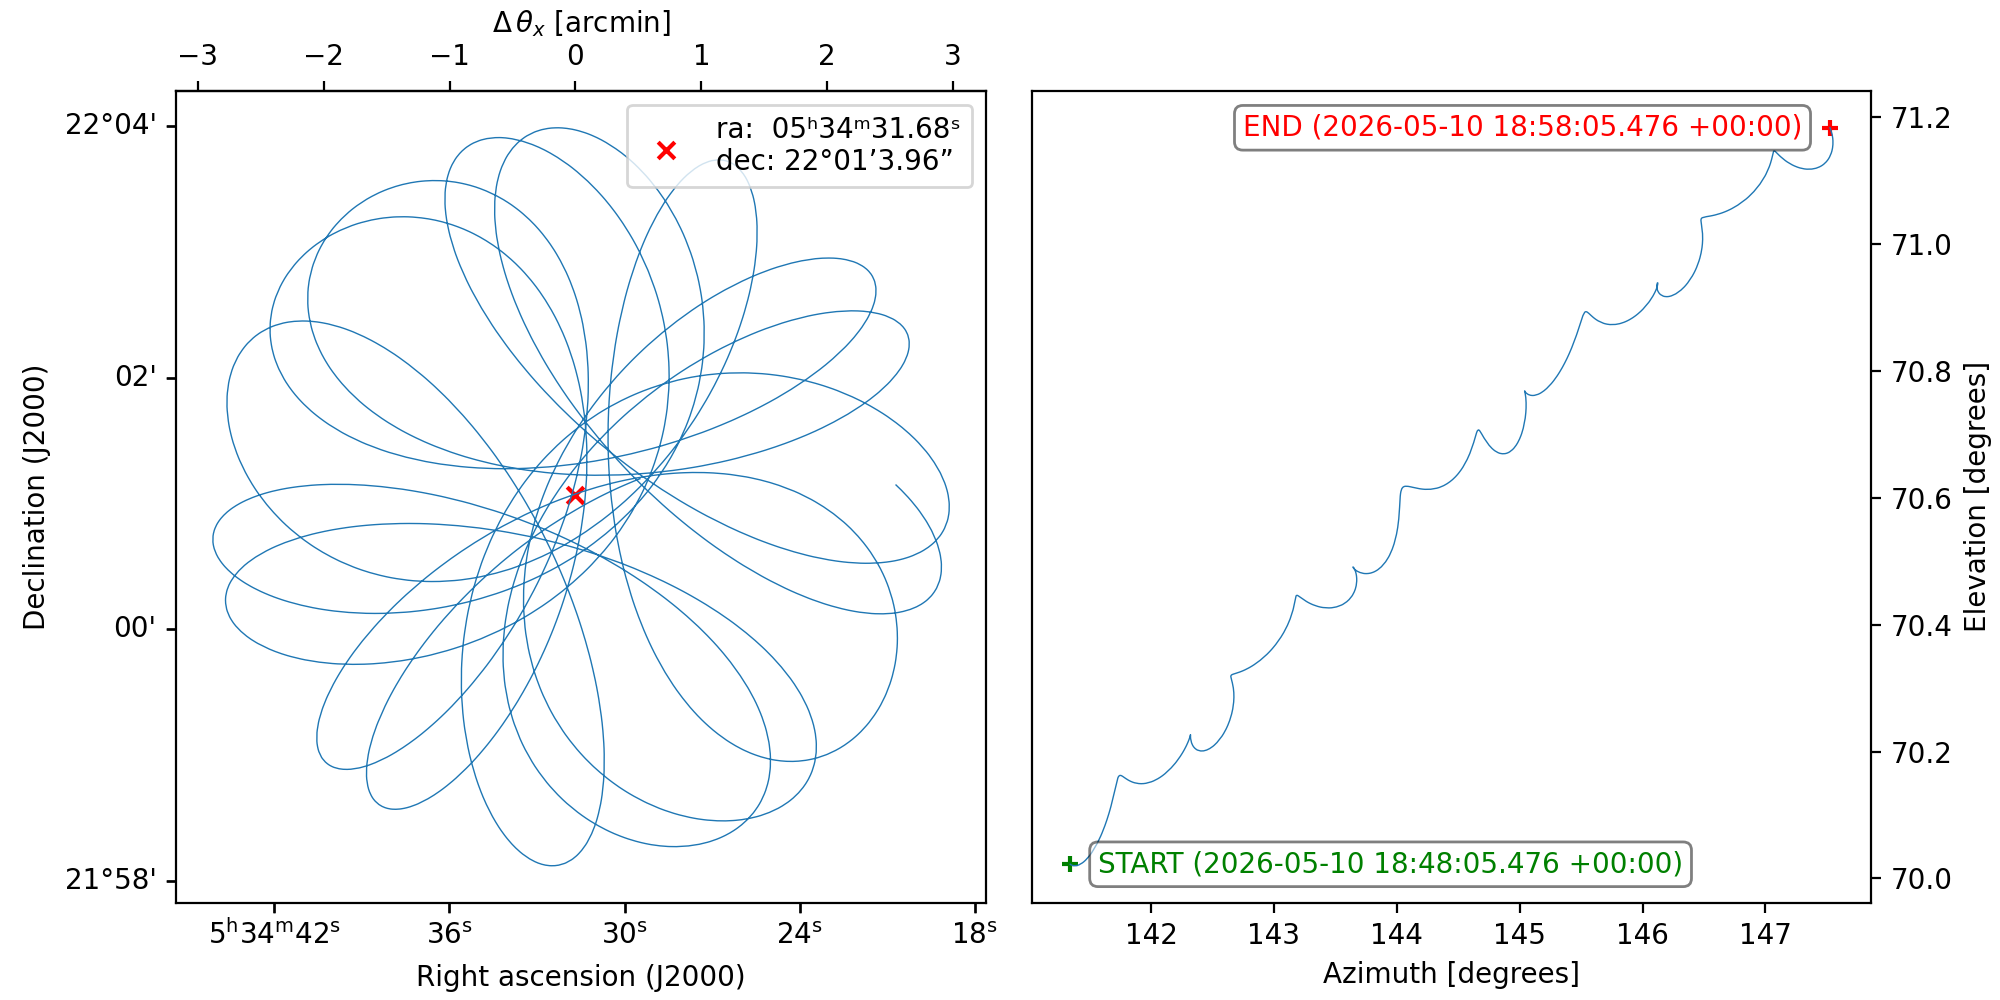 Δ θₓ [arcmin]
−3 −2 −1 0 1 2 3
ra: 05ʰ34ᵐ31.68ˢ
dec: 22°01’3.96”
22°04'
02'
00'
21°58'
Declination (J2000)
5ʰ34ᵐ42ˢ 36ˢ 30ˢ 24ˢ 18ˢ
Right ascension (J2000)
END (2026-05-10 18:58:05.476 +00:00)
START (2026-05-10 18:48:05.476 +00:00)
71.2
71.0
70.8
70.6
70.4
70.2
70.0
Elevation [degrees]
142 143 144 145 146 147
Azimuth [degrees]